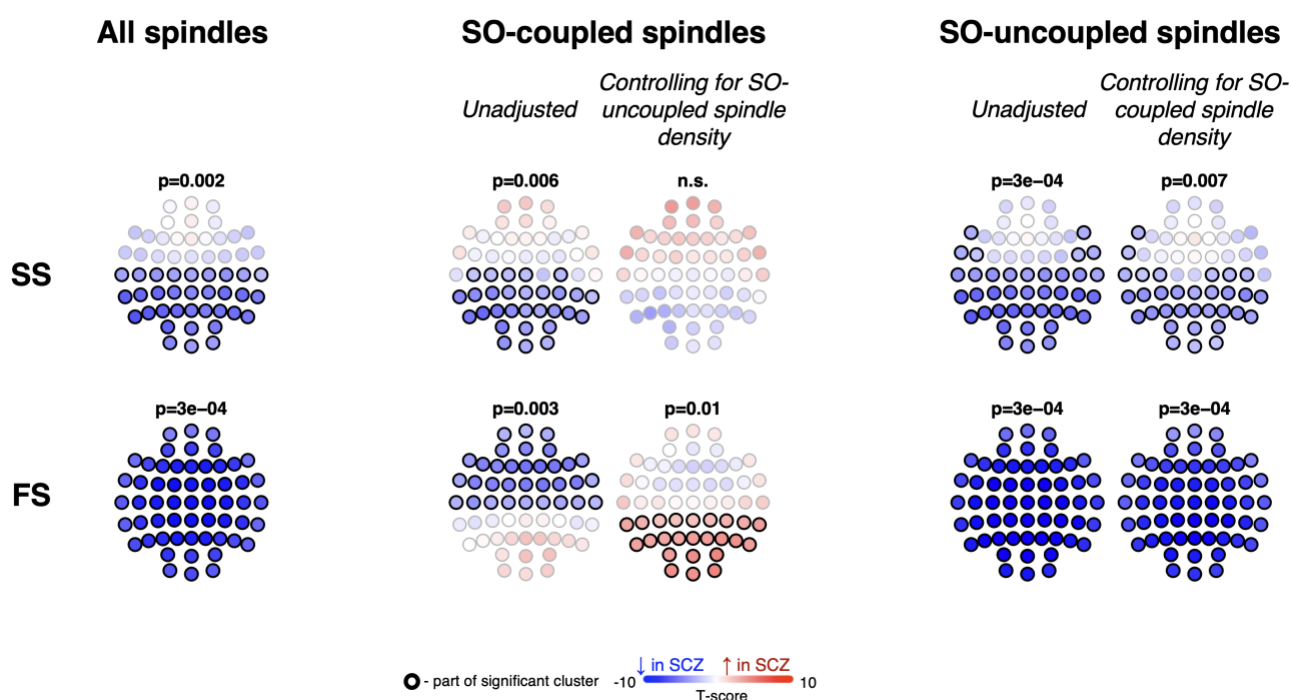 All spindles
SO-coupled spindles
SO-uncoupled spindles
Unadjusted
Controlling for SO-
uncoupled spindle
density
Unadjusted
Controlling for SO-
coupled spindle
density
SS
p=0.002
p=0.006
n.s.
p=3e−04
p=0.007
FS
p=3e−04
p=0.003
p=0.01
p=3e−04
p=3e−04
- part of significant cluster
↓ in SCZ ↑ in SCZ
-10 10
T-score